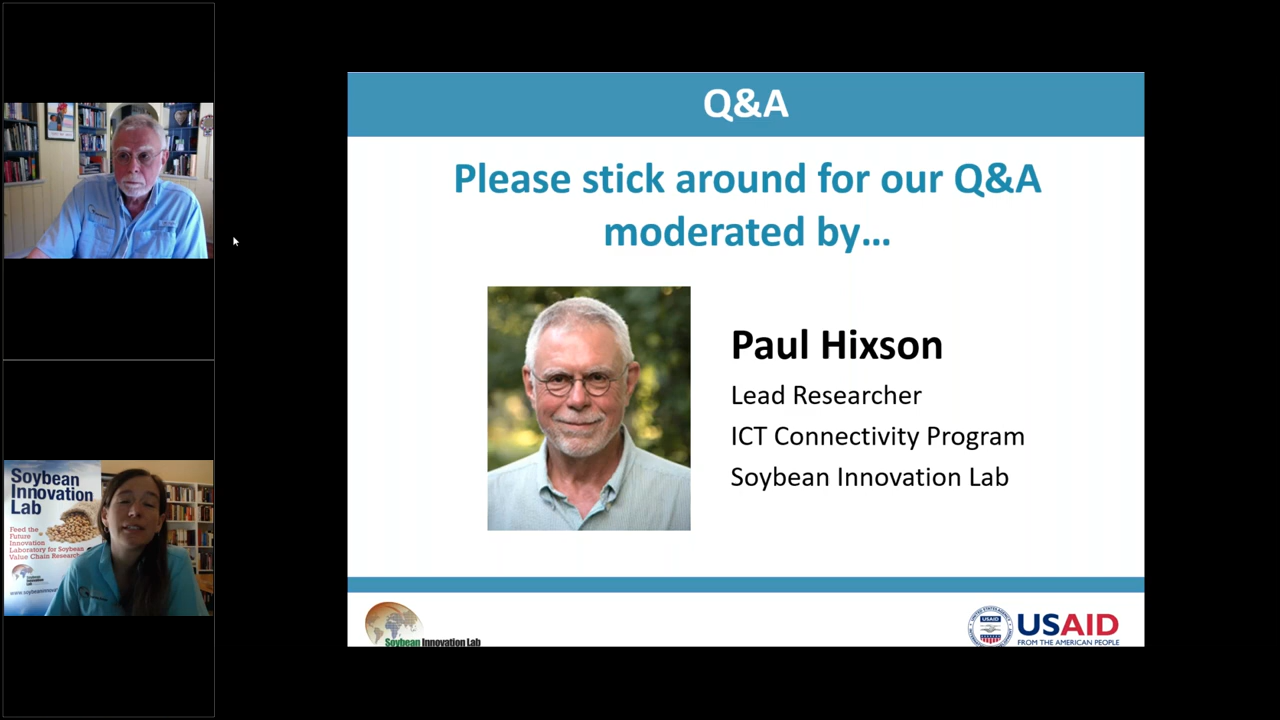 Q&A
Please stick around for our Q&A
moderated by...
Paul Hixson
Lead Researcher
ICT Connectivity Program
Soybean Innovation Lab
Soybean Innovation Lab
USAID
USAID
FROM THE AMERICAN PEOPLE
Soybean
Innovation
Lab
Feed the
Future
Innovation
Laboratory for Soybean
Value Chain Research